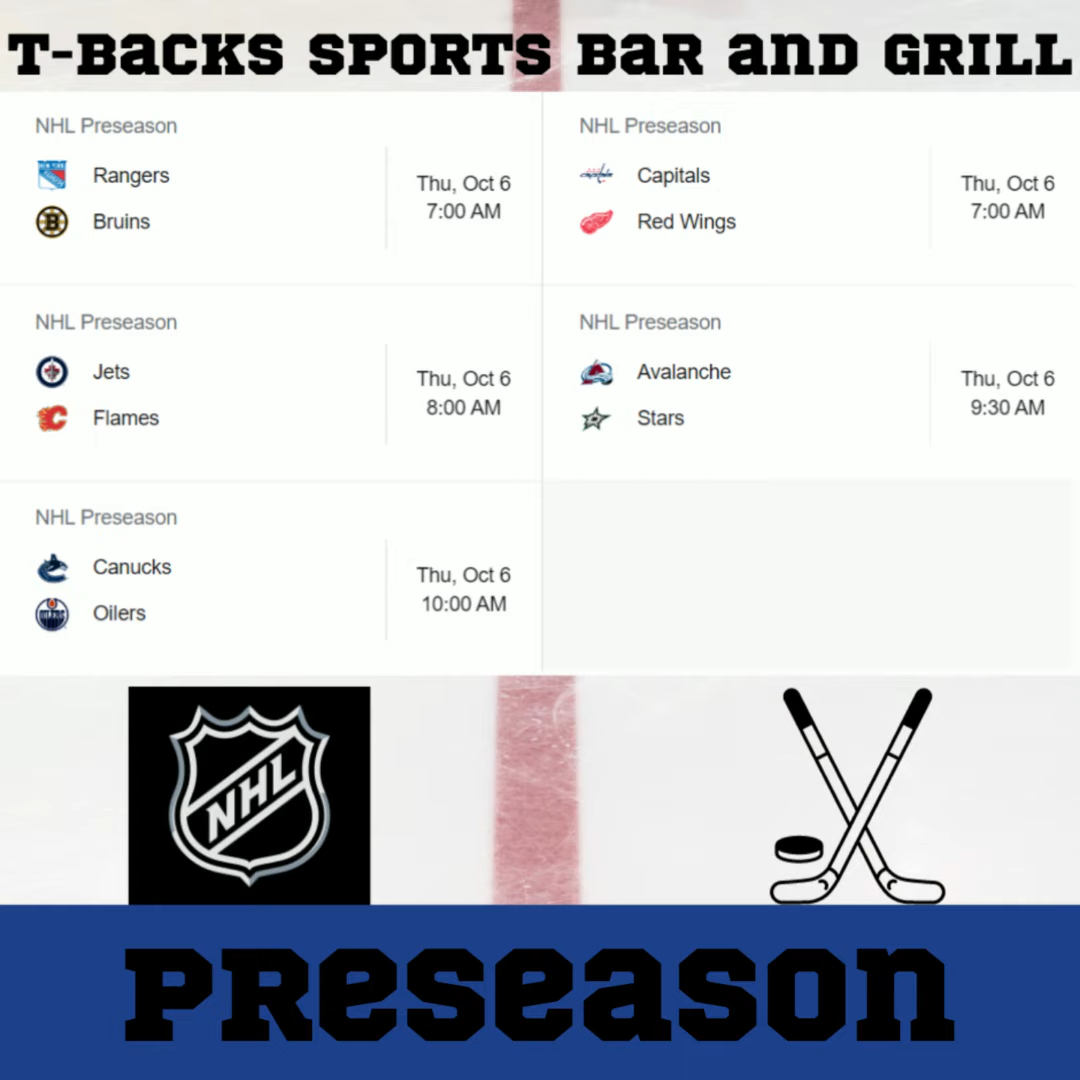 T-BACKS SPORTS BAR AND GRILL
NHL Preseason
Rangers
Bruins
Thu, Oct 6
7:00 AM
NHL Preseason
Capitals
Red Wings
Thu, Oct 6
7:00 AM
NHL Preseason
Jets
Flames
Thu, Oct 6
8:00 AM
NHL Preseason
Avalanche
Stars
Thu, Oct 6
9:30 AM
NHL Preseason
Canucks
Oilers
Thu, Oct 6
10:00 AM
NHL
PReseason